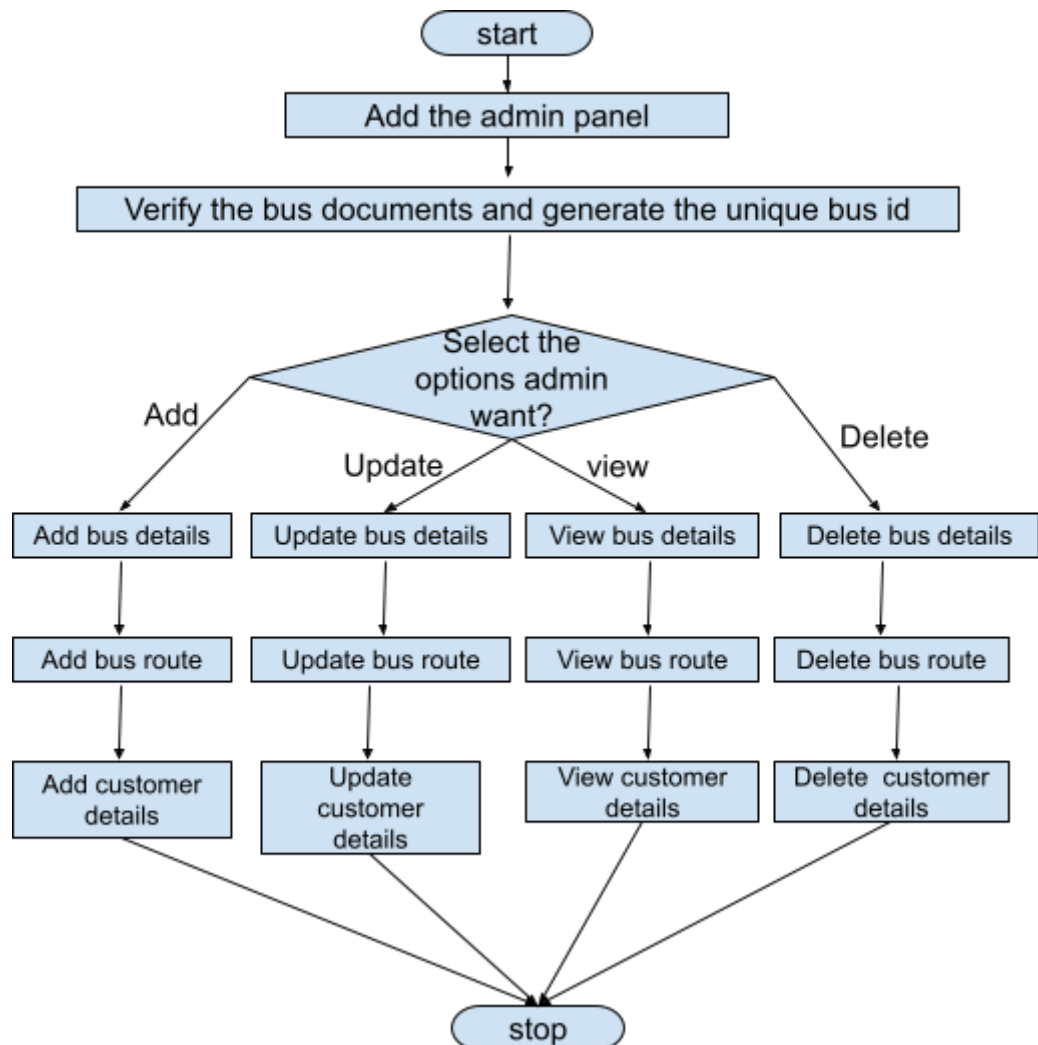 start
Add the admin panel
Verify the bus documents and generate the unique bus id
Select the
options admin
want?
Add
Update
view
Delete
Add bus details
Update bus details
View bus details
Delete bus details
Add bus route
Update bus route
View bus route
Delete bus route
Add customer
details
Update
customer
details
View customer
details
Delete  customer
details
stop